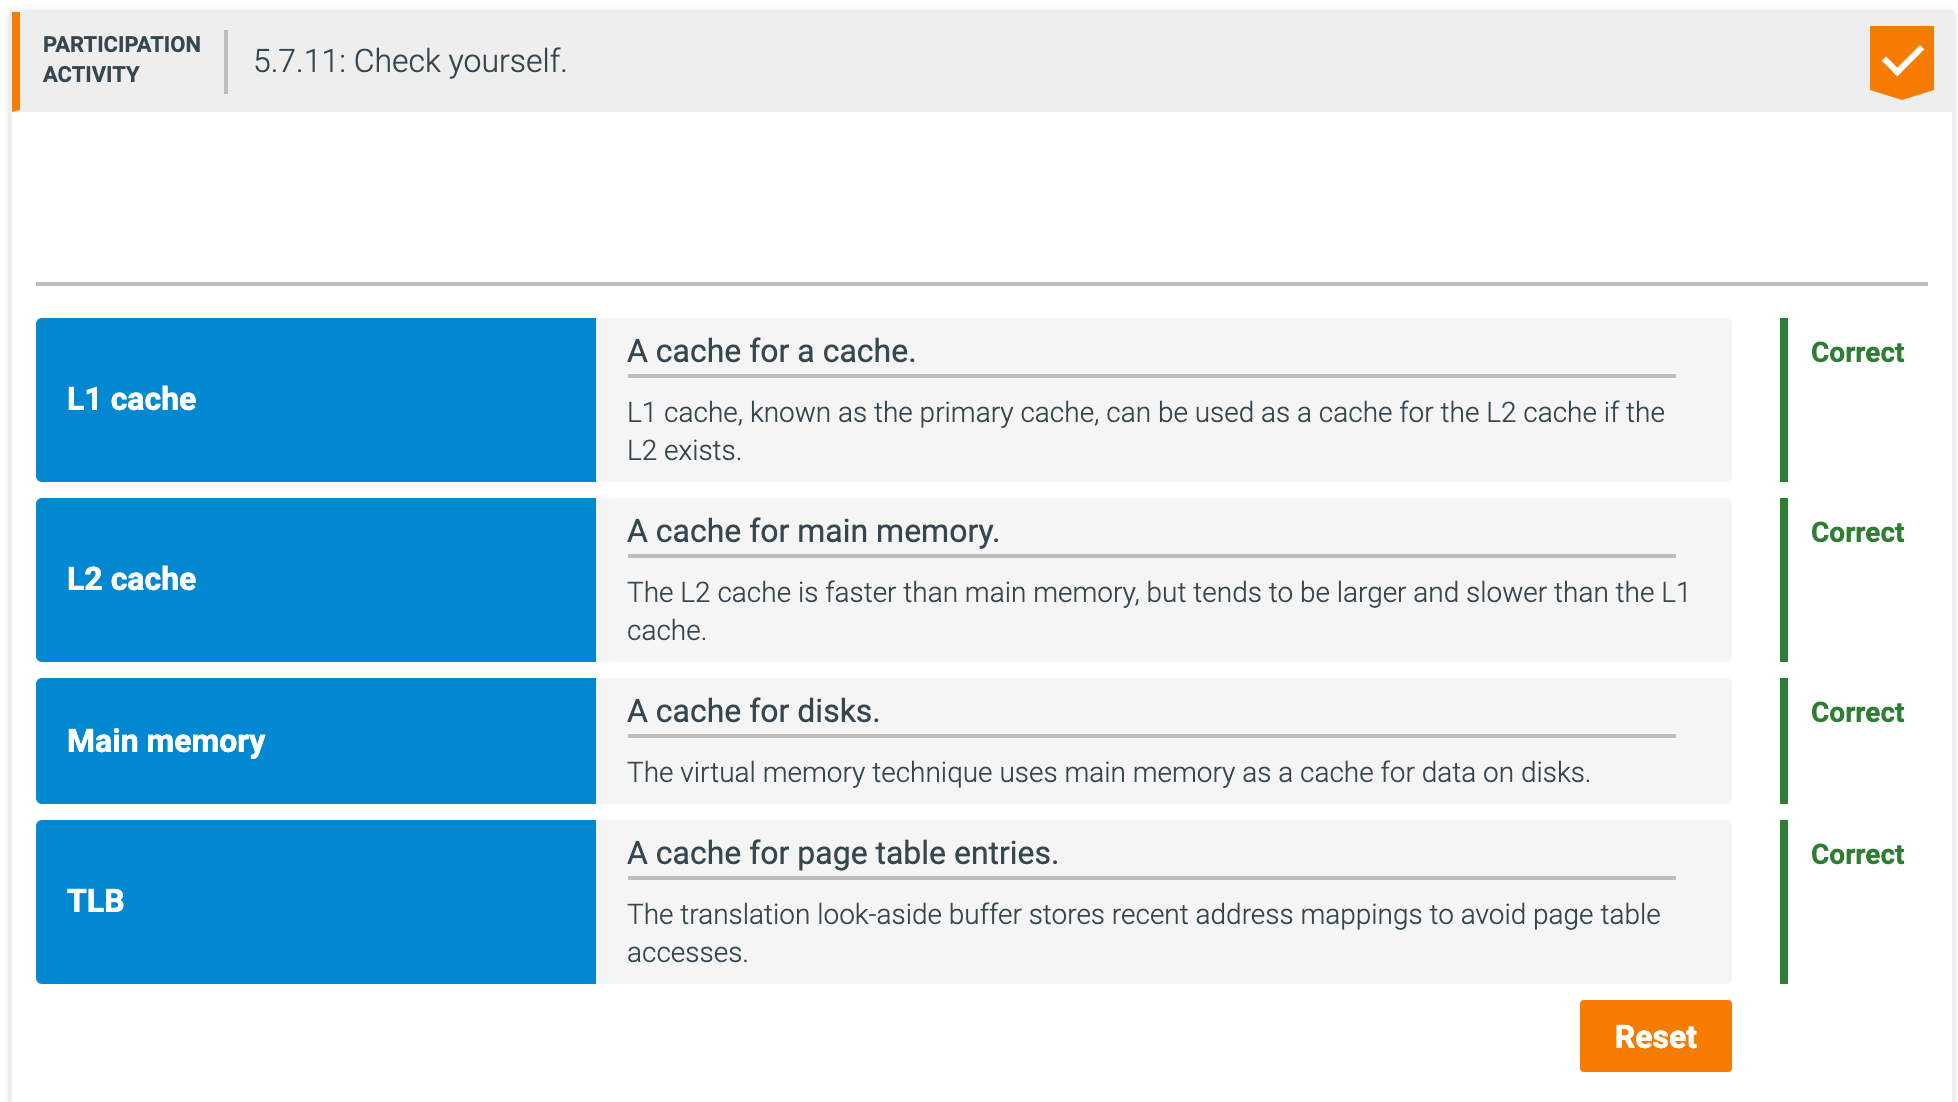 PARTICIPATION
ACTIVITY
5.7.11: Check yourself.
L1 cache
A cache for a cache.
L1 cache, known as the primary cache, can be used as a cache for the L2 cache if the
L2 exists.
Correct
L2 cache
A cache for main memory.
The L2 cache is faster than main memory, but tends to be larger and slower than the L1
cache.
Correct
Main memory
A cache for disks.
The virtual memory technique uses main memory as a cache for data on disks.
Correct
TLB
A cache for page table entries.
The translation look-aside buffer stores recent address mappings to avoid page table
accesses.
Correct
Reset